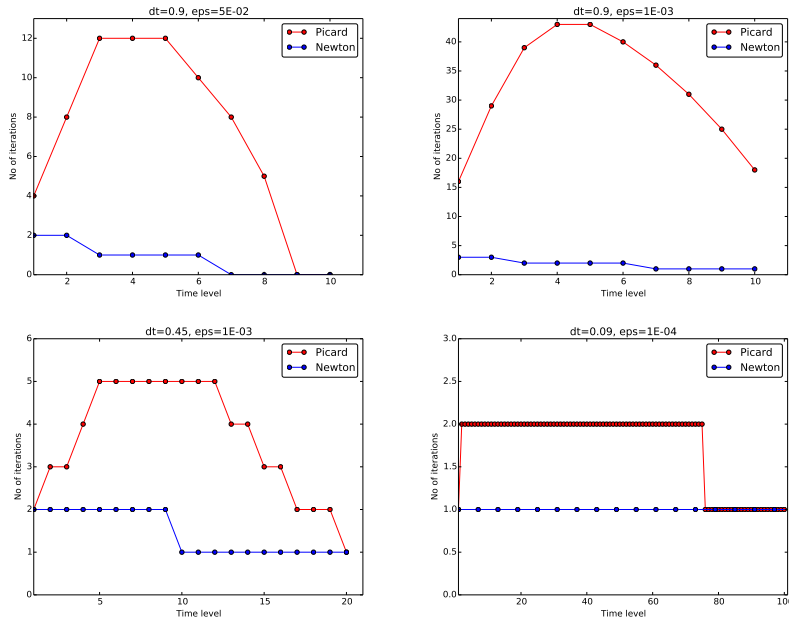 dt=0.9, eps=5E-02
12
10
8
6
4
2
0
No of iterations
2
4
6
8
10
Time level
Picard
Newton
dt=0.9, eps=1E-03
40
35
30
25
20
15
10
5
0
No of iterations
2
4
6
8
10
Time level
Picard
Newton
dt=0.45, eps=1E-03
6
5
4
3
2
1
0
No of iterations
5
10
15
20
Time level
Picard
Newton
dt=0.09, eps=1E-04
3.0
2.5
2.0
1.5
1.0
0.5
0.0
No of iterations
20
40
60
80
100
Time level
Picard
Newton